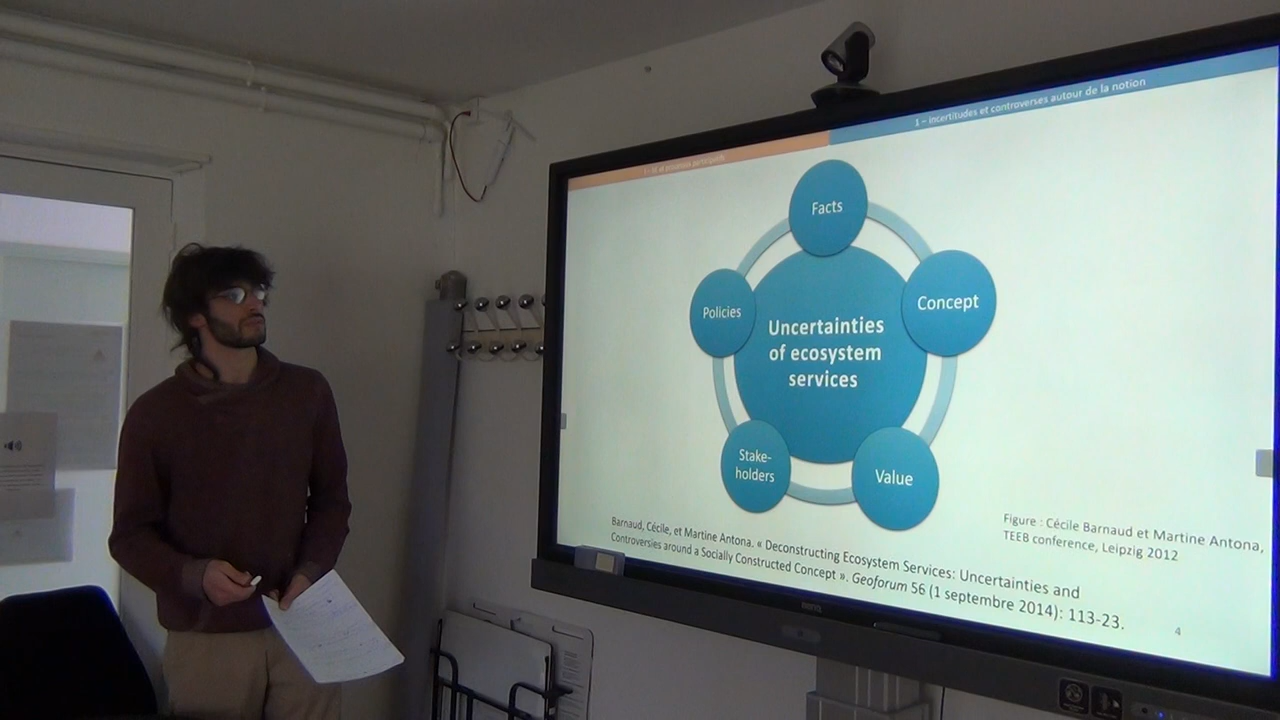 1 – incertitudes et controverses autour de la notion
Facts
Policies
Concept
Uncertainties
of ecosystem
services
Stake-
holders
Value
Figure : Cécile Barnaud et Martine Antona,
TEEB conference, Leipzig 2012
Barnaud, Cécile, et Martine Antona. « Deconstructing Ecosystem Services: Uncertainties and
Controversies around a Socially Constructed Concept ». Geoforum 56 (1 septembre 2014): 113-23.
4
BenQ